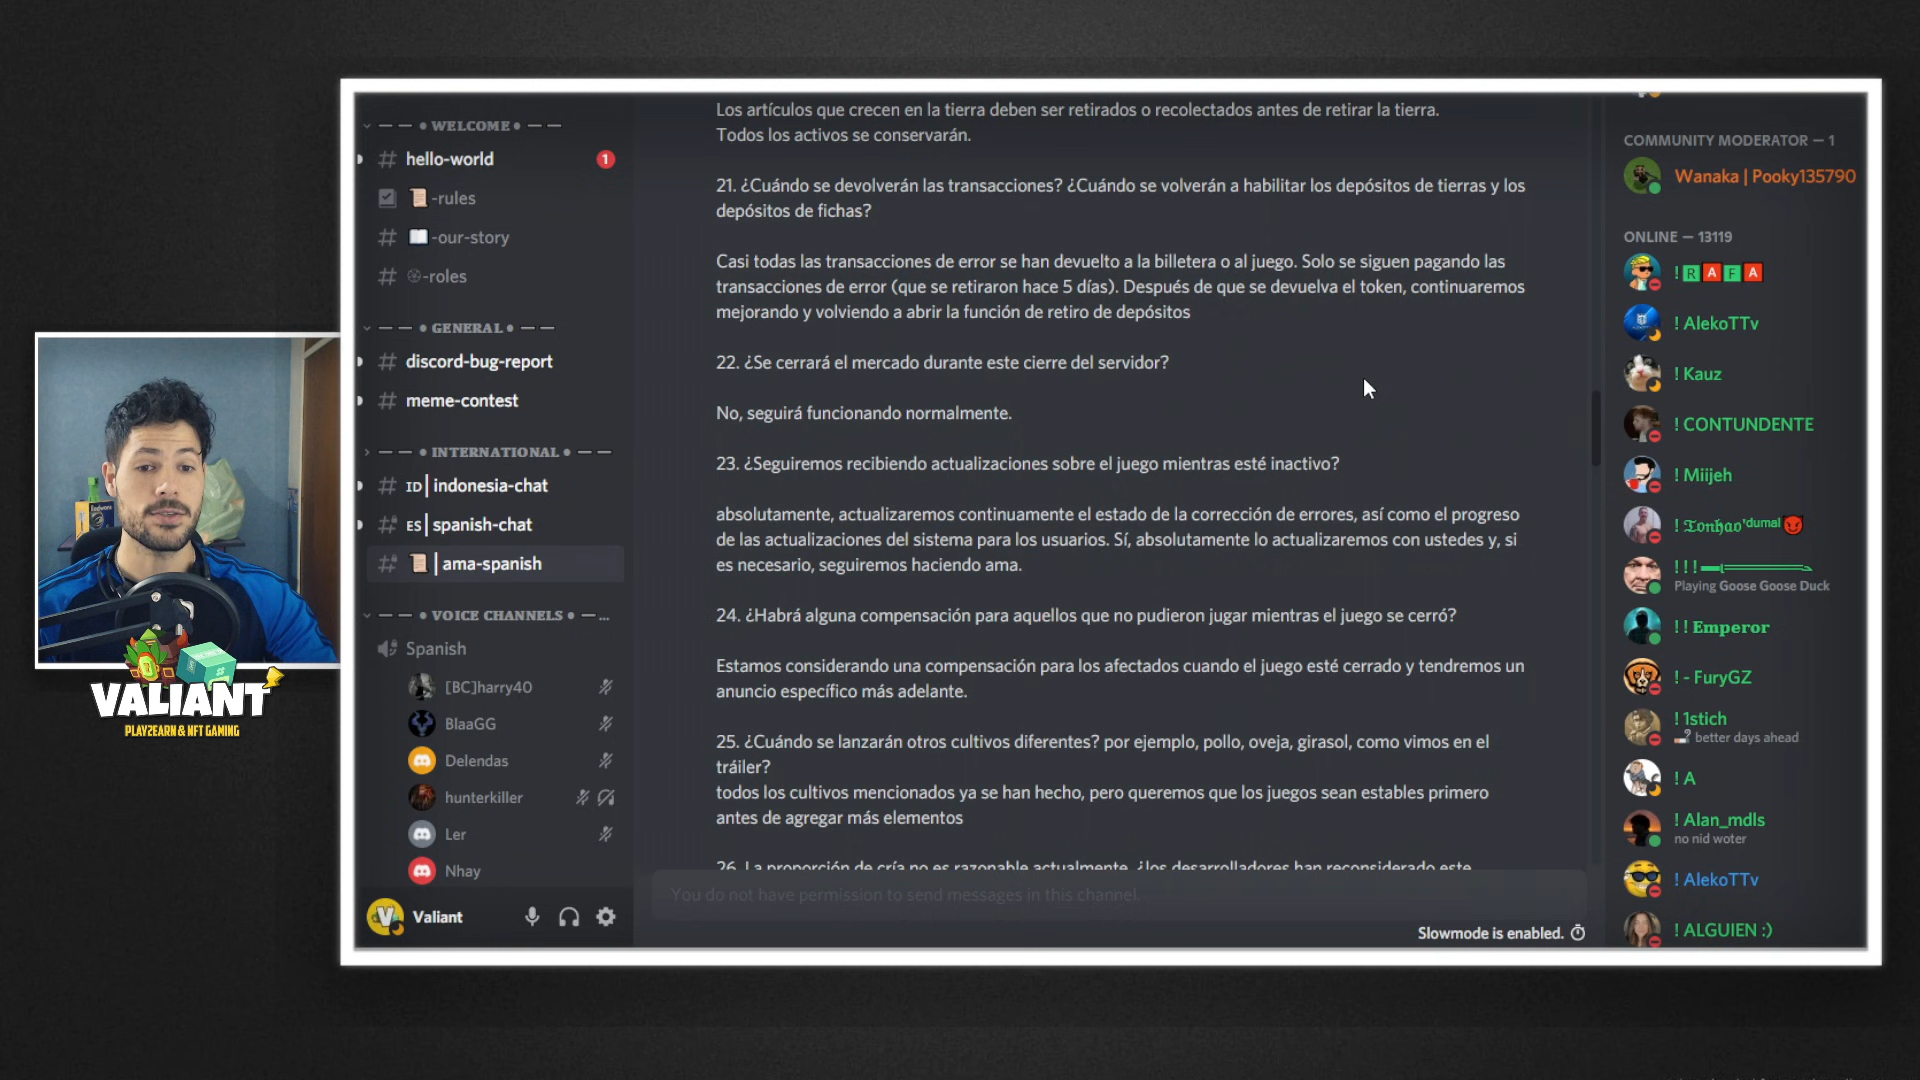 ● WELCOME ●
hello-world
1
-rules
-our-story
-roles
● GENERAL ●
discord-bug-report
meme-contest
● INTERNATIONAL ●
ID | indonesia-chat
ES | spanish-chat
| ama-spanish
● VOICE CHANNELS ● — ...
Spanish
[BC]harry40
BlaaGG
Delendas
hunterkiller
Ler
Nhay
Valiant
Los artículos que crecen en la tierra deben ser retirados o recolectados antes de retirar la tierra.
Todos los activos se conservarán.
21. ¿Cuándo se devolverán las transacciones? ¿Cuándo se volverán a habilitar los depósitos de tierras y los
depósitos de fichas?
Casi todas las transacciones de error se han devuelto a la billetera o al juego. Solo se siguen pagando las
transacciones de error (que se retiraron hace 5 días). Después de que se devuelva el token, continuaremos
mejorando y volviendo a abrir la función de retiro de depósitos
22. ¿Se cerrará el mercado durante este cierre del servidor?
No, seguirá funcionando normalmente.
23. ¿Seguiremos recibiendo actualizaciones sobre el juego mientras esté inactivo?
absolutamente, actualizaremos continuamente el estado de la corrección de errores, así como el progreso
de las actualizaciones del sistema para los usuarios. Sí, absolutamente lo actualizaremos con ustedes y, si
es necesario, seguiremos haciendo ama.
24. ¿Habrá alguna compensación para aquellos que no pudieron jugar mientras el juego se cerró?
Estamos considerando una compensación para los afectados cuando el juego esté cerrado y tendremos un
anuncio específico más adelante.
25. ¿Cuándo se lanzarán otros cultivos diferentes? por ejemplo, pollo, oveja, girasol, como vimos en el
tráiler?
todos los cultivos mencionados ya se han hecho, pero queremos que los juegos sean estables primero
antes de agregar más elementos
26. La proporción de cría no es razonable actualmente, ¿los desarrolladores han reconsiderado este
You do not have permission to send messages in this channel.
Slowmode is enabled.
COMMUNITY MODERATOR — 1
Wanaka | Pooky135790
ONLINE — 13119
! R A F A
! AlekoTTv
! Kauz
! CONTUNDENTE
! Miijeh
! 𝕿𝖔𝖓𝖍𝖆𝖔'ᵈᵘᵐᵃˡ
! ! !
Playing Goose Goose Duck
! ! Emperor
! - FuryGZ
! 1stich
better days ahead
! A
! Alan_mdls
no nid woter
! AlekoTTv
! ALGUIEN :)
VALIANT
PLAY2EARN & NFT GAMING